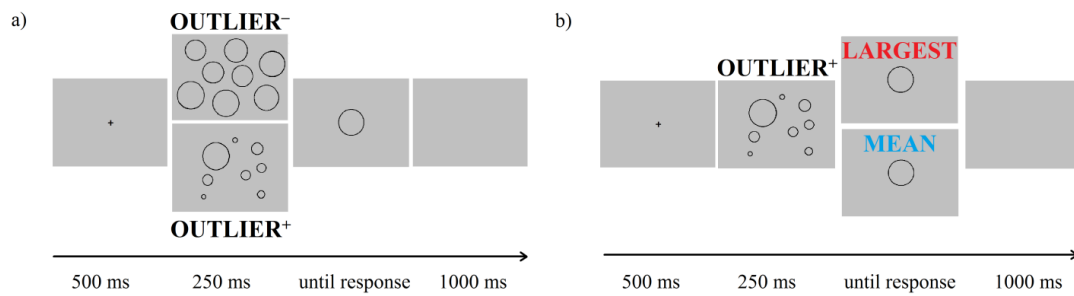 a)
OUTLIER⁻
OUTLIER⁺
500 ms
250 ms
until response
1000 ms
b)
OUTLIER⁺
LARGEST
MEAN
500 ms
250 ms
until response
1000 ms